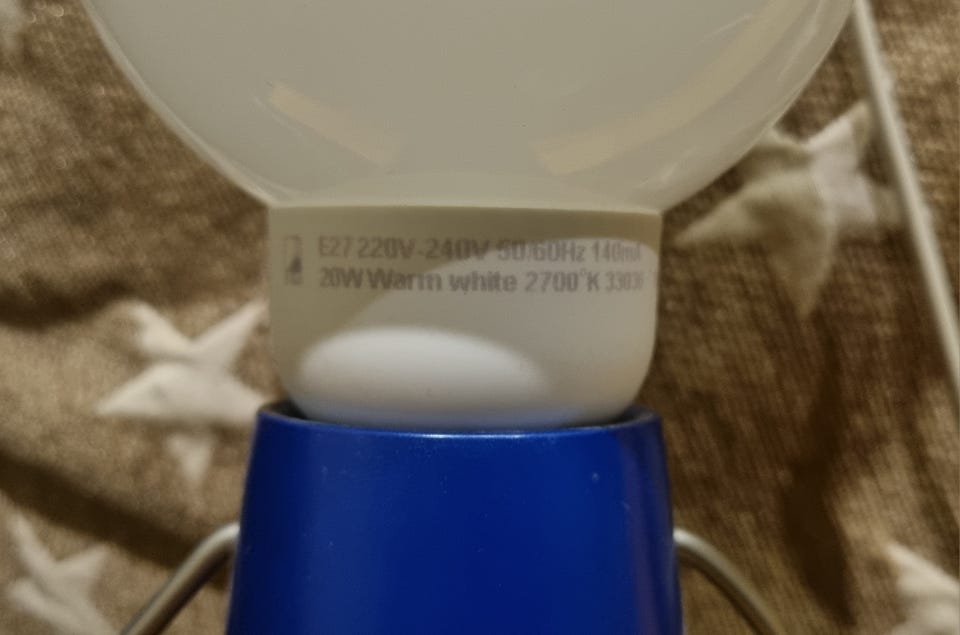 E27 220V-240V 50/60Hz 140mA
20W Warm white 2700°K